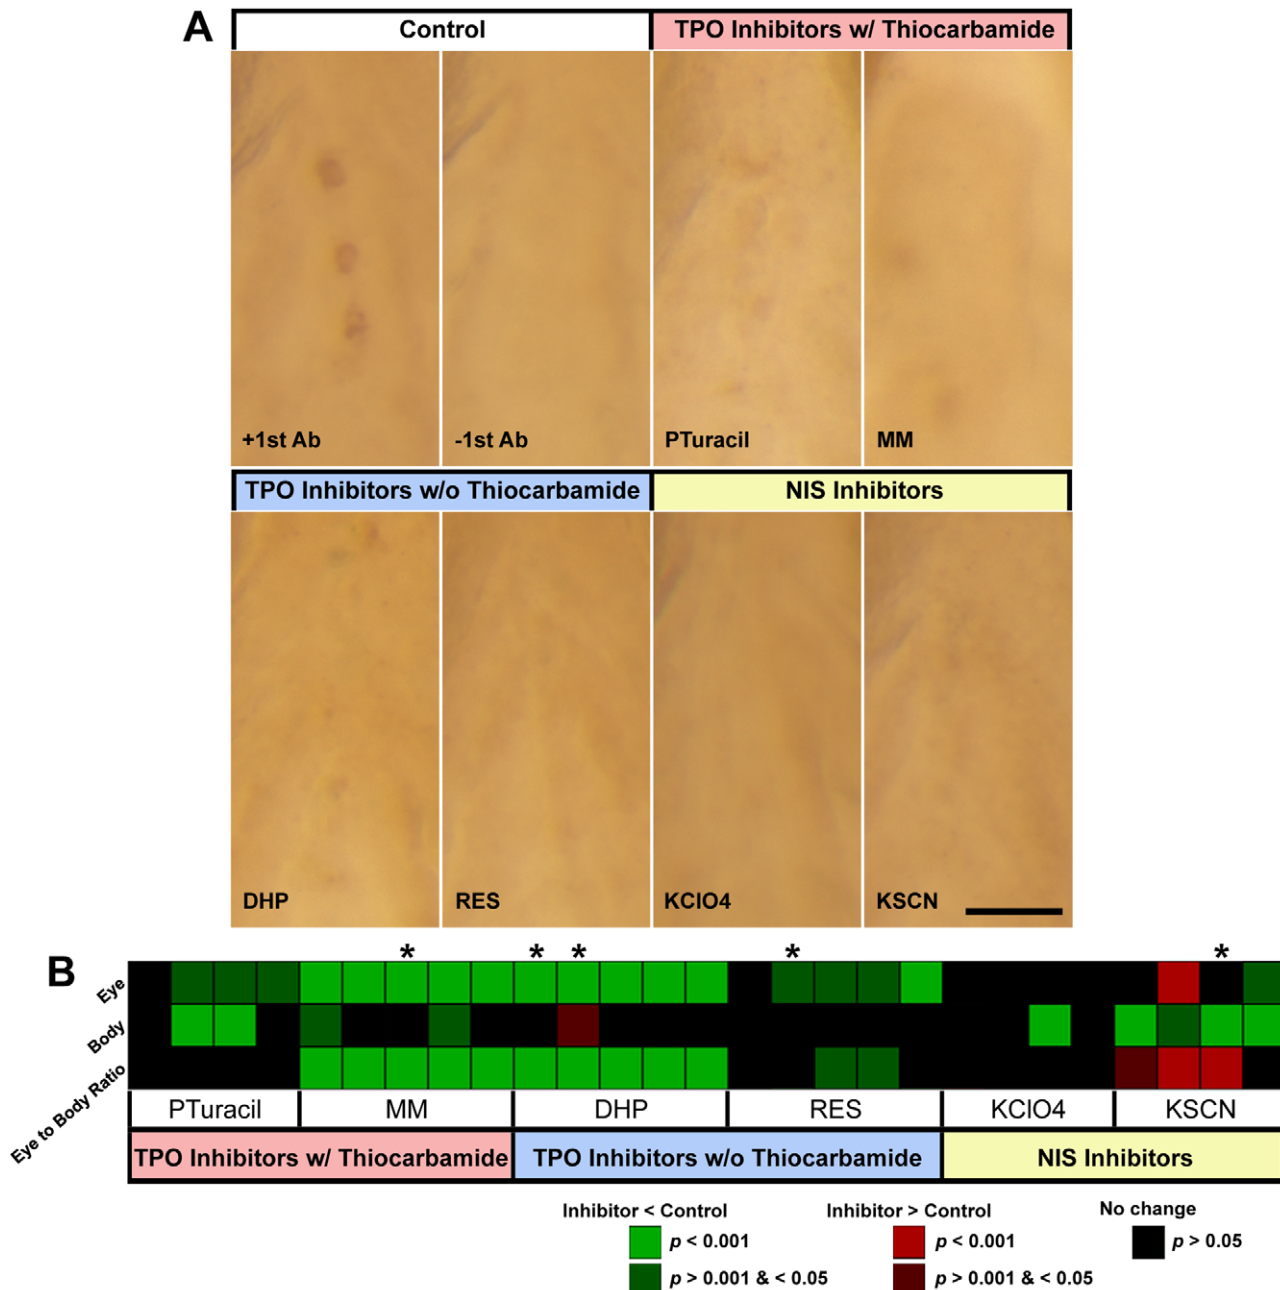 A
Control
TPO Inhibitors w/ Thiocarbamide
+1st Ab
-1st Ab
PTuracil
MM
TPO Inhibitors w/o Thiocarbamide
NIS Inhibitors
DHP
RES
KClO4
KSCN
B
* * * * *
Eye
Body
Eye to Body Ratio
PTuracil MM DHP RES KClO4 KSCN
TPO Inhibitors w/ Thiocarbamide TPO Inhibitors w/o Thiocarbamide NIS Inhibitors
Inhibitor < Control
p < 0.001
p > 0.001 & < 0.05
Inhibitor > Control
p < 0.001
p > 0.001 & < 0.05
No change
p > 0.05